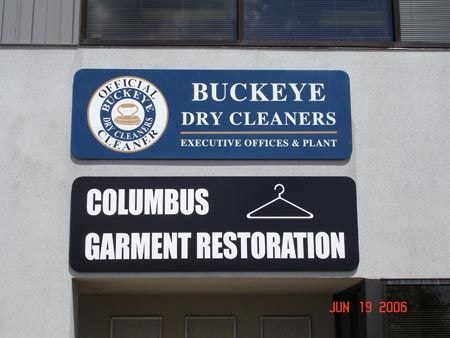 OFFICIAL
BUCKEYE
DRY CLEANERS
CLEANER
BUCKEYE
DRY CLEANERS
EXECUTIVE OFFICES & PLANT
COLUMBUS
GARMENT RESTORATION
JUN 19 2006